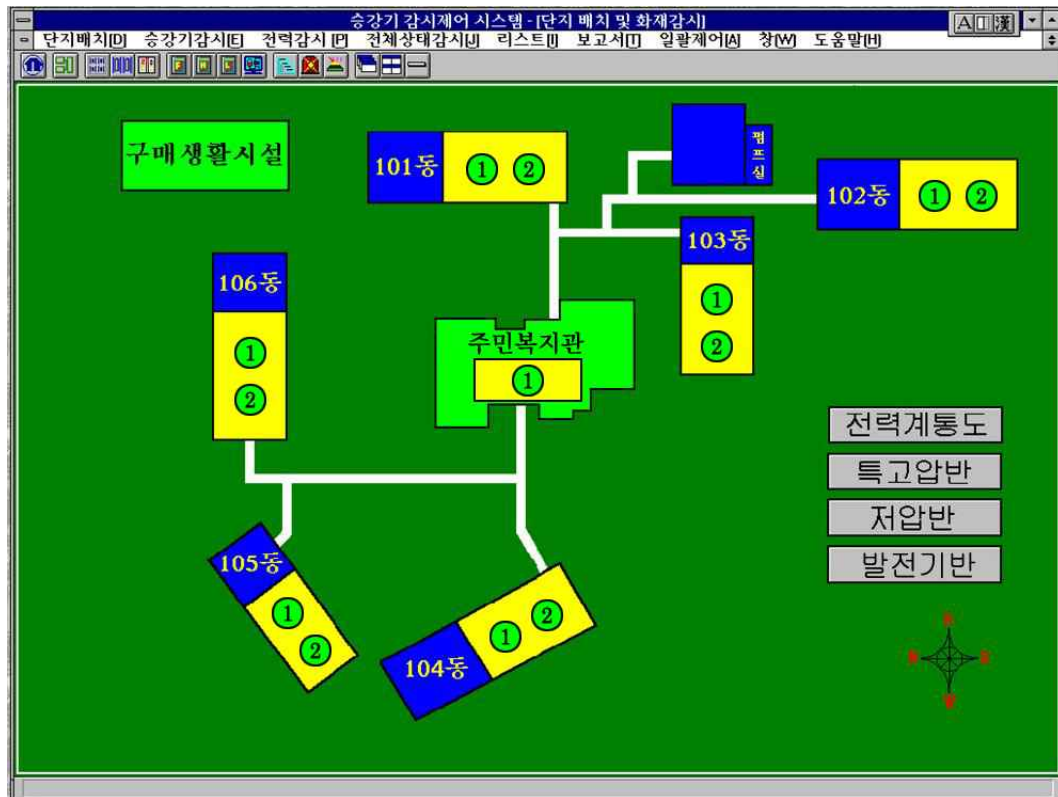 승강기 감시제어 시스템 - [단지 배치 및 화재감시]
A 漢
단지배치[D] 승강기감시[E] 전력감시 [P] 전체상태감시[J] 리스트[I] 보고서[T] 일괄제어[A] 창[W] 도움말[H]
구매생활시설
101동 1 2
펌프실
102동 1 2
103동
1
2
106동
1
2
주민복지관
1
전력계통도
특고압반
저압반
발전기반
105동
1
2
104동 1 2